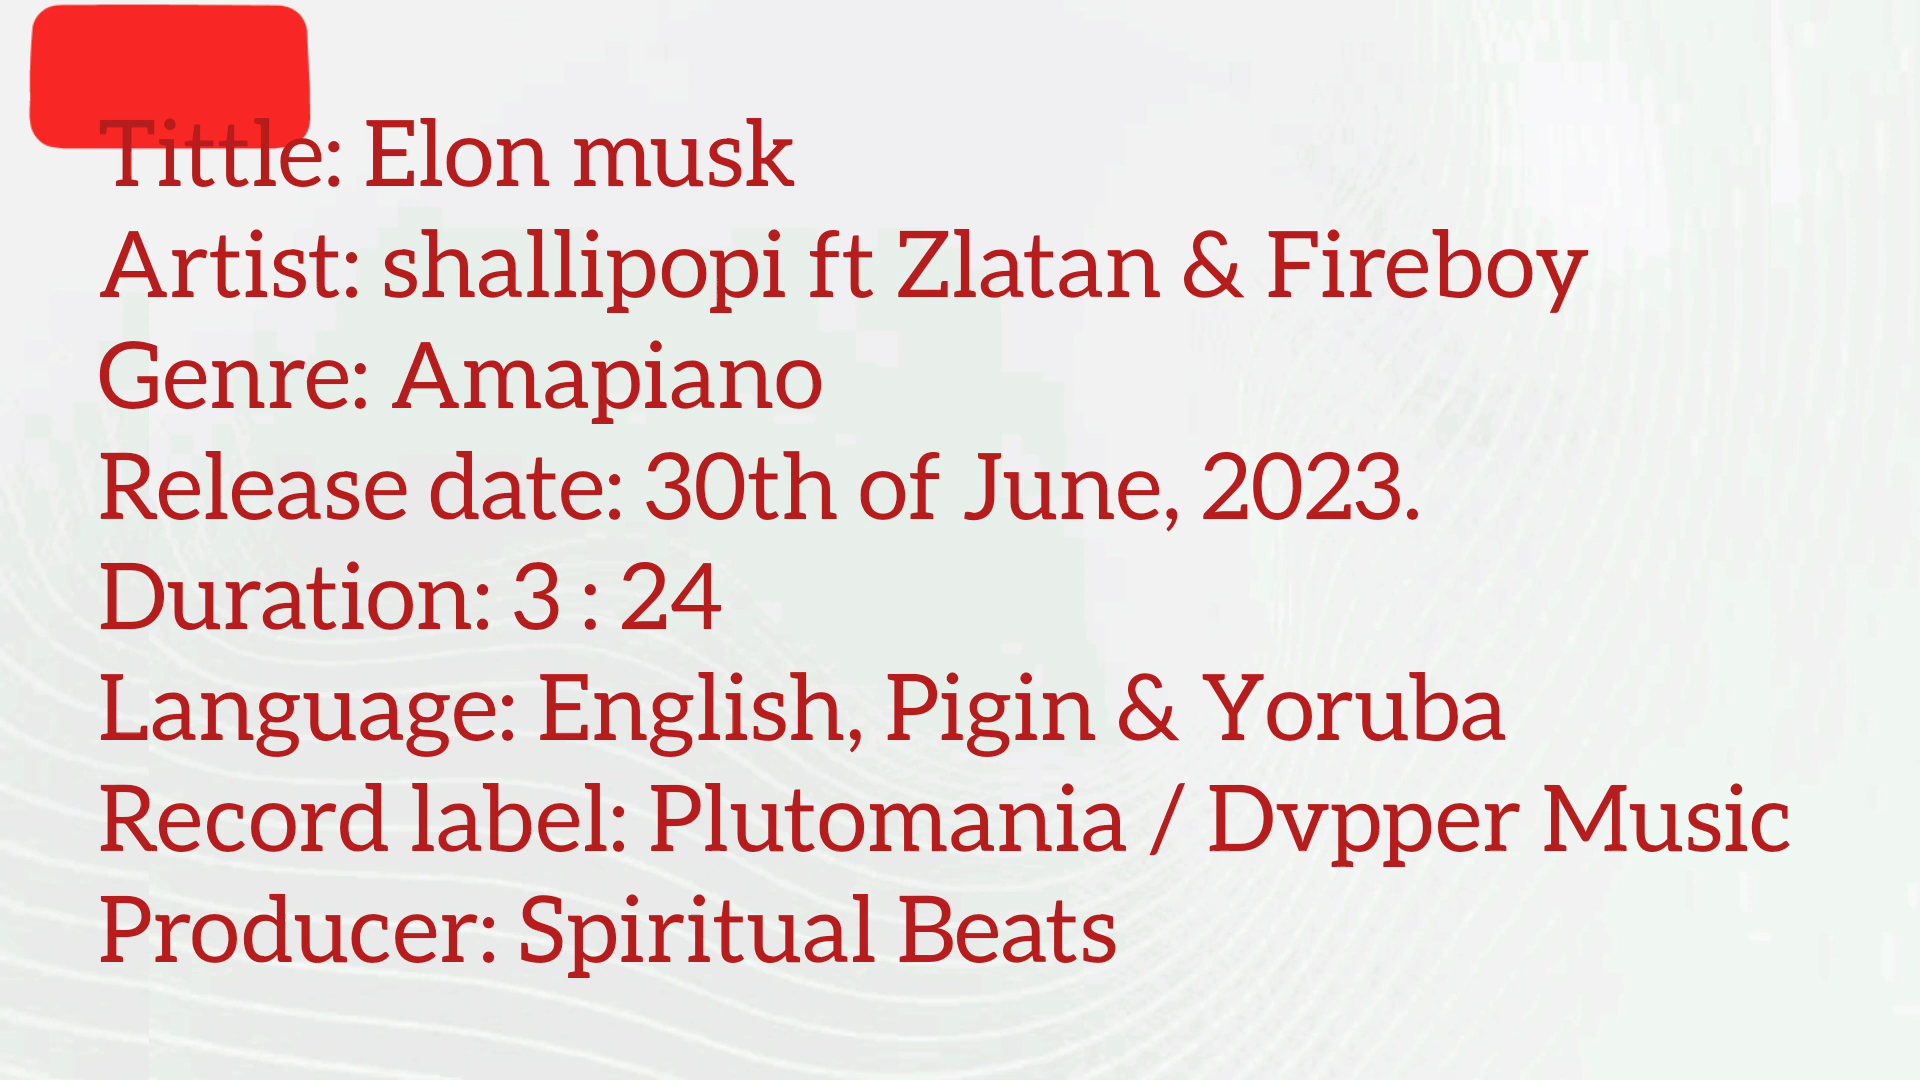 Tittle: Elon musk
Artist: shallipopi ft Zlatan & Fireboy
Genre: Amapiano
Release date: 30th of June, 2023.
Duration: 3 : 24
Language: English, Pigin & Yoruba
Record label: Plutomania / Dvpper Music
Producer: Spiritual Beats